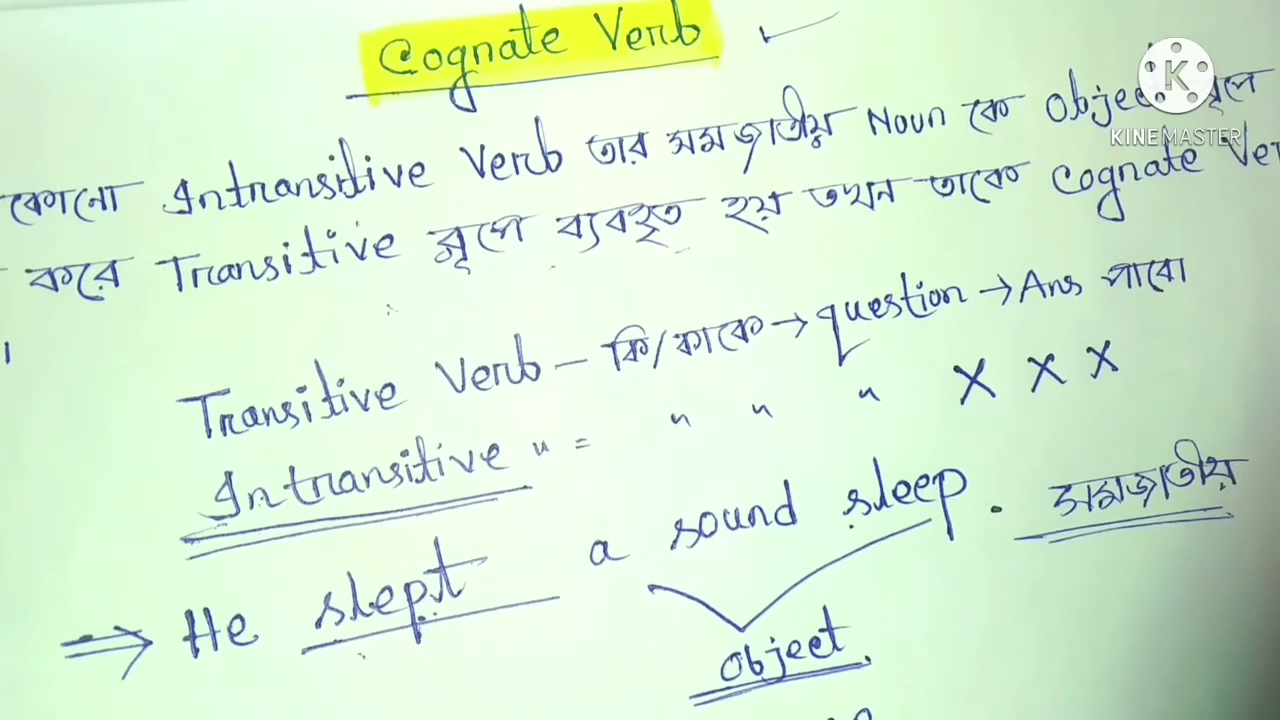 Cognate Verb
কোনো Intransitive Verb তার সমজাতীয় Noun কে Object রূপে
করে Transitive রূপে ব্যবহৃত হয় তখন তাকে Cognate Ver
।
Transitive Verb – কি/কাকে → question → Ans পাবো
Intransitive " = " " " X X X
⇒ He slept a sound sleep. সমজাতীয়
Object
K
KINEMASTER